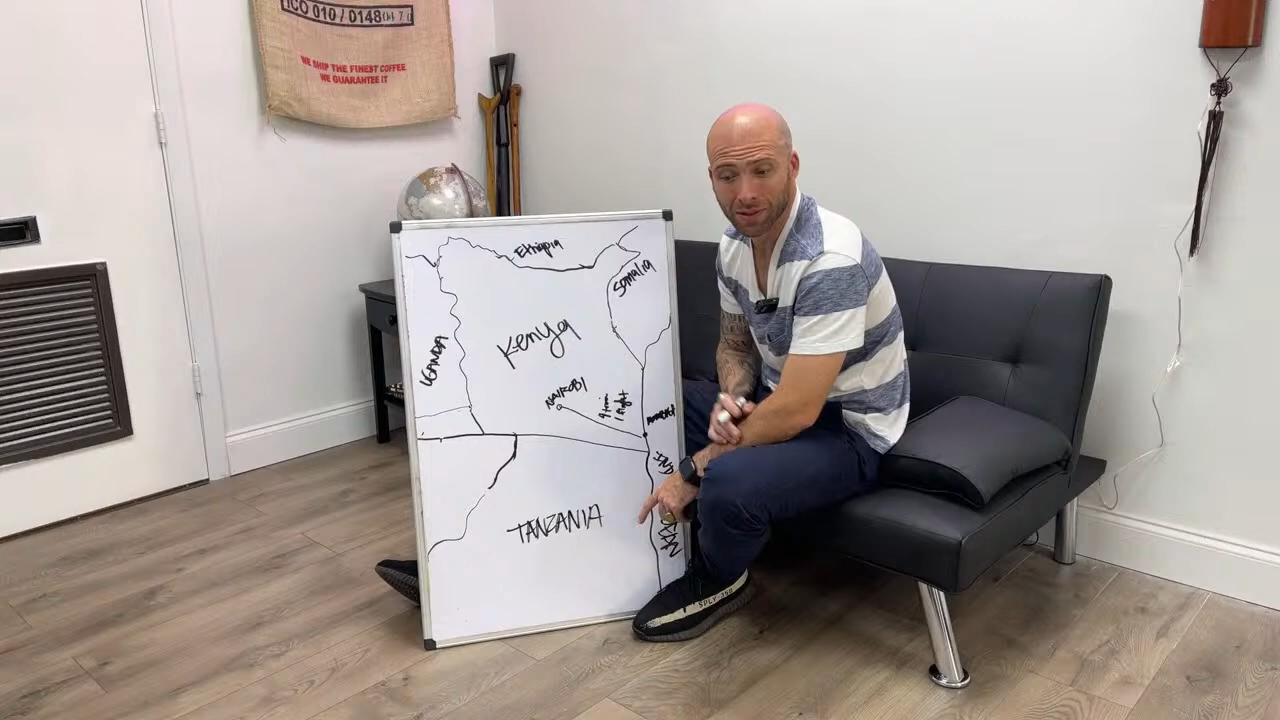 ICO 010 / 0148
WE SHIP THE FINEST COFFEE
WE GUARANTEE IT
Ethiopia
SOMALIA
UGANDA
Kenya
NAIROBI
IND
TANZANIA
SPLY 350